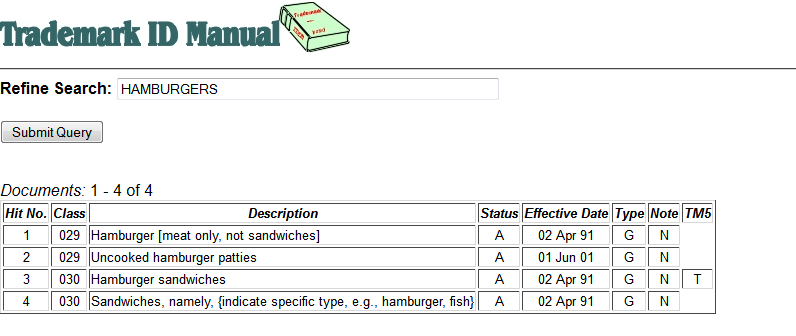 Trademark ID Manual
Refine Search: HAMBURGERS
Submit Query
Documents: 1 - 4 of 4
Hit No. Class Description Status Effective Date Type Note TM5
1 029 Hamburger [meat only, not sandwiches] A 02 Apr 91 G N
2 029 Uncooked hamburger patties A 01 Jun 01 G N
3 030 Hamburger sandwiches A 02 Apr 91 G N T
4 030 Sandwiches, namely, {indicate specific type, e.g., hamburger, fish} A 02 Apr 91 G N